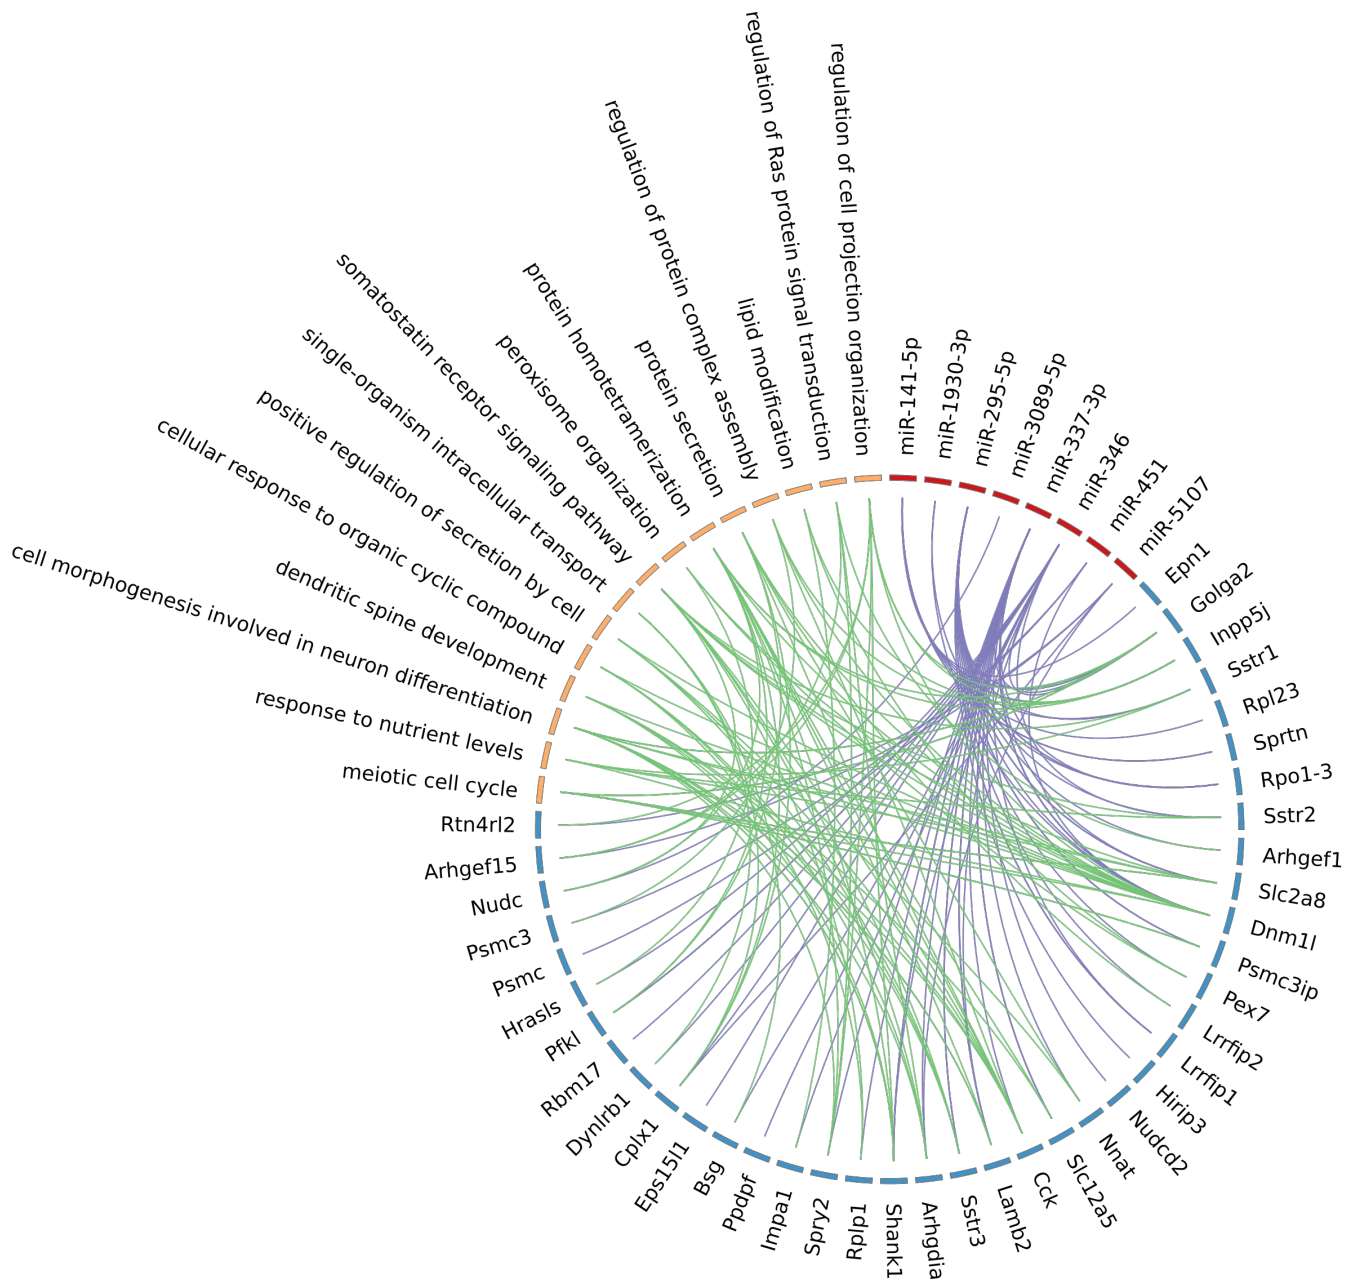 regulation of cell projection organization
regulation of Ras protein signal transduction
lipid modification
regulation of protein complex assembly
protein secretion
protein homotetramerization
peroxisome organization
somatostatin receptor signaling pathway
single-organism intracellular transport
positive regulation of secretion by cell
cellular response to organic cyclic compound
dendritic spine development
cell morphogenesis involved in neuron differentiation
response to nutrient levels
meiotic cell cycle
Rtn4rl2
Arhgef15
Nudc
Psmc3
Psmc
Hrasls
Pfkl
Rbm17
Dynlrb1
Cplx1
Eps15l1
Bsg
Ppdpf
Impa1
Spry2
Rplp1
Shank1
Arhgdia
Sstr3
Lamb2
Cck
Slc12a5
Nnat
Nudcd2
Hirip3
Lrrfip1
Lrrfip2
Pex7
Psmc3ip
Dnm1l
Slc2a8
Arhgef1
Sstr2
Rpo1-3
Sprtn
Rpl23
Sstr1
Inpp5j
Golga2
Epn1
miR-5107
miR-451
miR-346
miR-337-3p
miR-3089-5p
miR-295-5p
miR-1930-3p
miR-141-5p